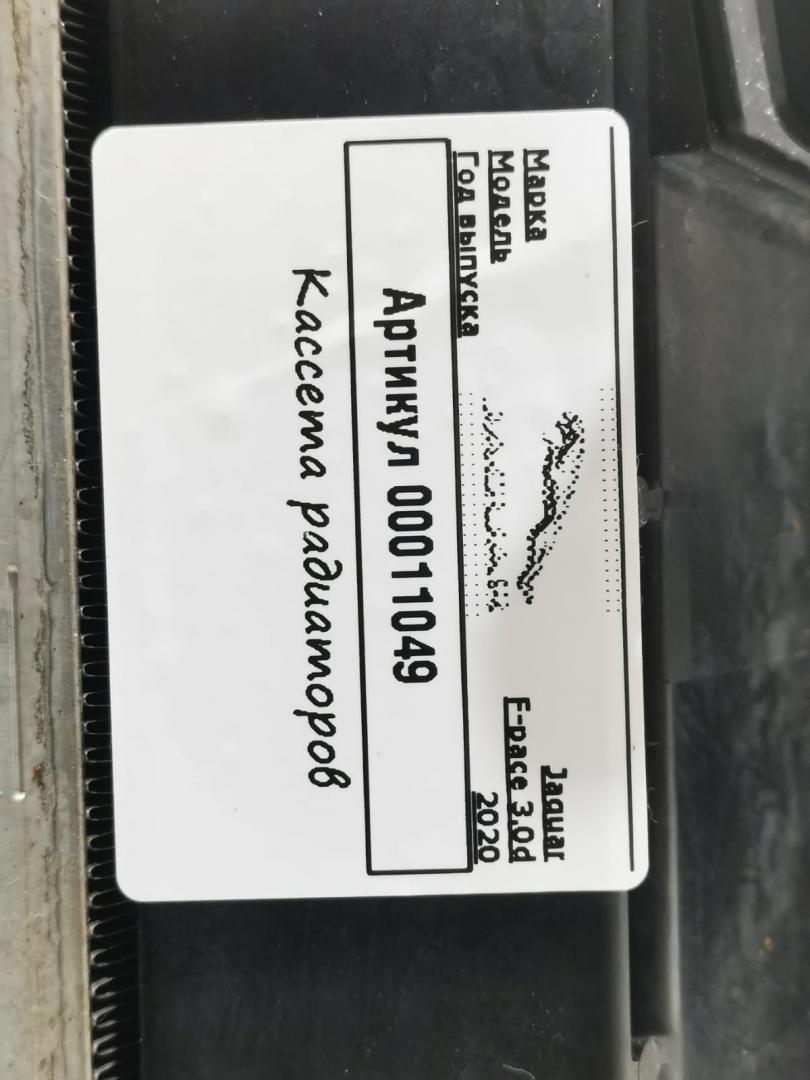 Марка Jaguar
Модель F-pace 3.0d
Год выпуска 2020
Артикул 00011049
Кассета радиаторов